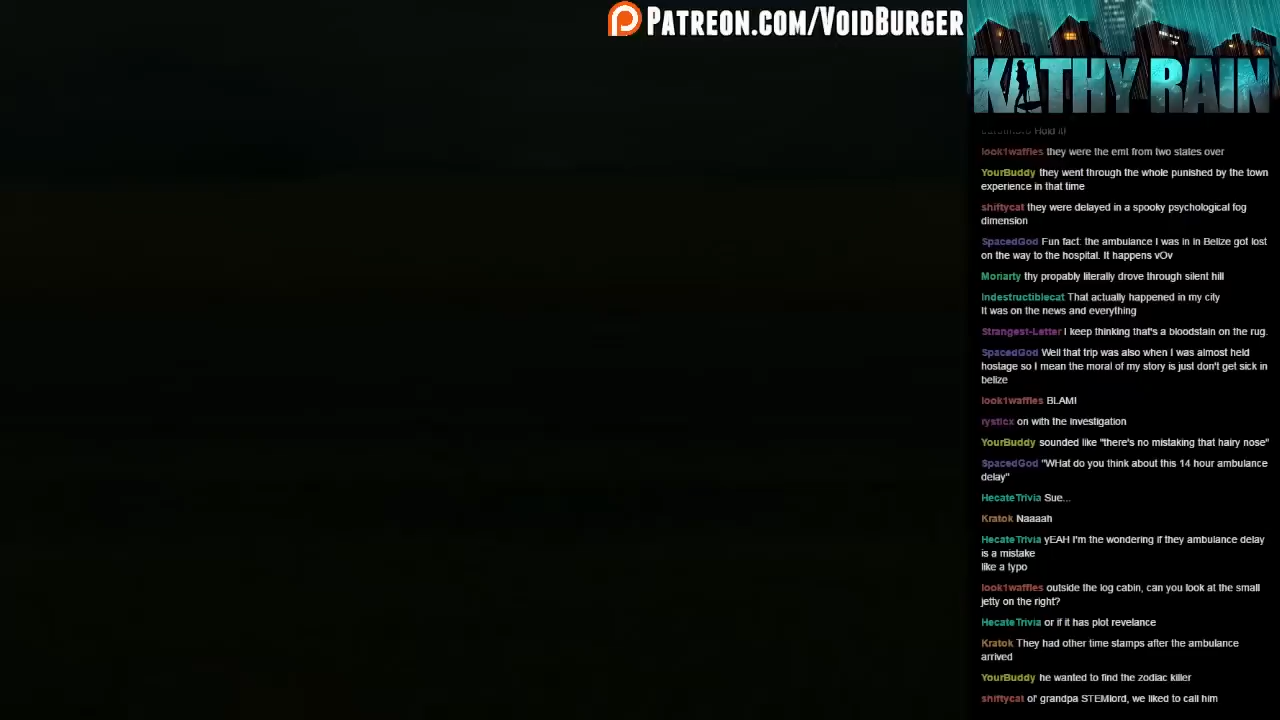 PATREON.COM/VOIDBURGER
KATHY RAIN
Hold it!
look1waffles they were the emt from two states over
YourBuddy they went through the whole punished by the town
experience in that time
shiftycat they were delayed in a spooky psychological fog
dimension
SpacedGod Fun fact: the ambulance I was in in Belize got lost
on the way to the hospital. It happens vOv
Moriarty thy propably literally drove through silent hill
Indestructiblecat That actually happened in my city
It was on the news and everything
Strangest-Letter I keep thinking that's a bloodstain on the rug.
SpacedGod Well that trip was also when I was almost held
hostage so I mean the moral of my story is just don't get sick in
belize
look1waffles BLAM!
rysticx on with the investigation
YourBuddy sounded like "there's no mistaking that hairy nose"
SpacedGod "WHat do you think about this 14 hour ambulance
delay"
HecateTrivia Sue...
Kratok Naaaah
HecateTrivia yEAH I'm the wondering if they ambulance delay
is a mistake
like a typo
look1waffles outside the log cabin, can you look at the small
jetty on the right?
HecateTrivia or if it has plot revelance
Kratok They had other time stamps after the ambulance
arrived
YourBuddy he wanted to find the zodiac killer
shiftycat ol' grandpa STEMlord, we liked to call him